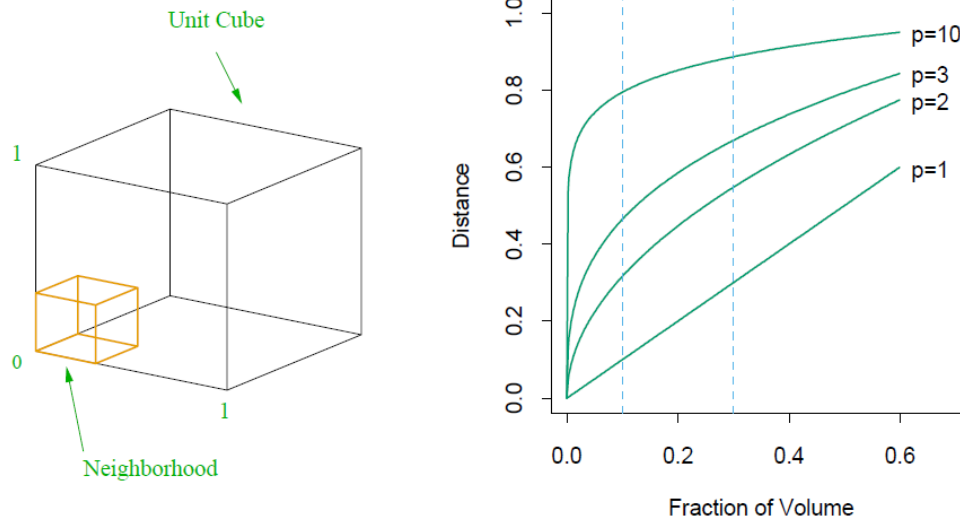 Unit Cube
1
0
1
Neighborhood
1.0
0.8
0.6
0.4
0.2
0.0
Distance
p=10
p=3
p=2
p=1
0.0 0.2 0.4 0.6
Fraction of Volume